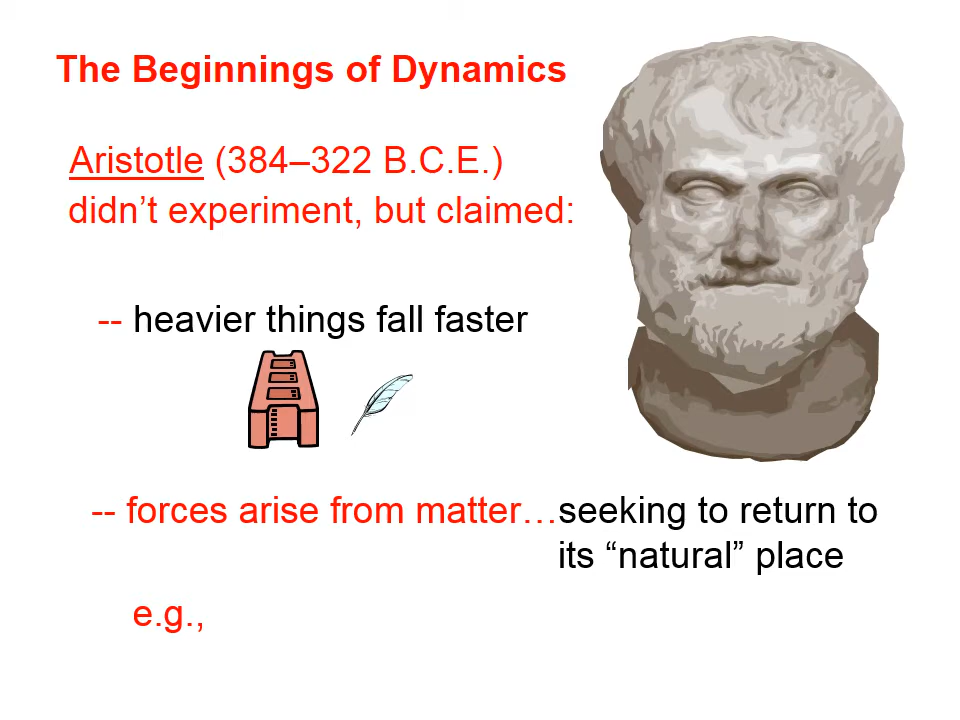 The Beginnings of Dynamics
Aristotle (384–322 B.C.E.)
didn’t experiment, but claimed:
-- heavier things fall faster
-- forces arise from matter…seeking to return to
its “natural” place
e.g.,